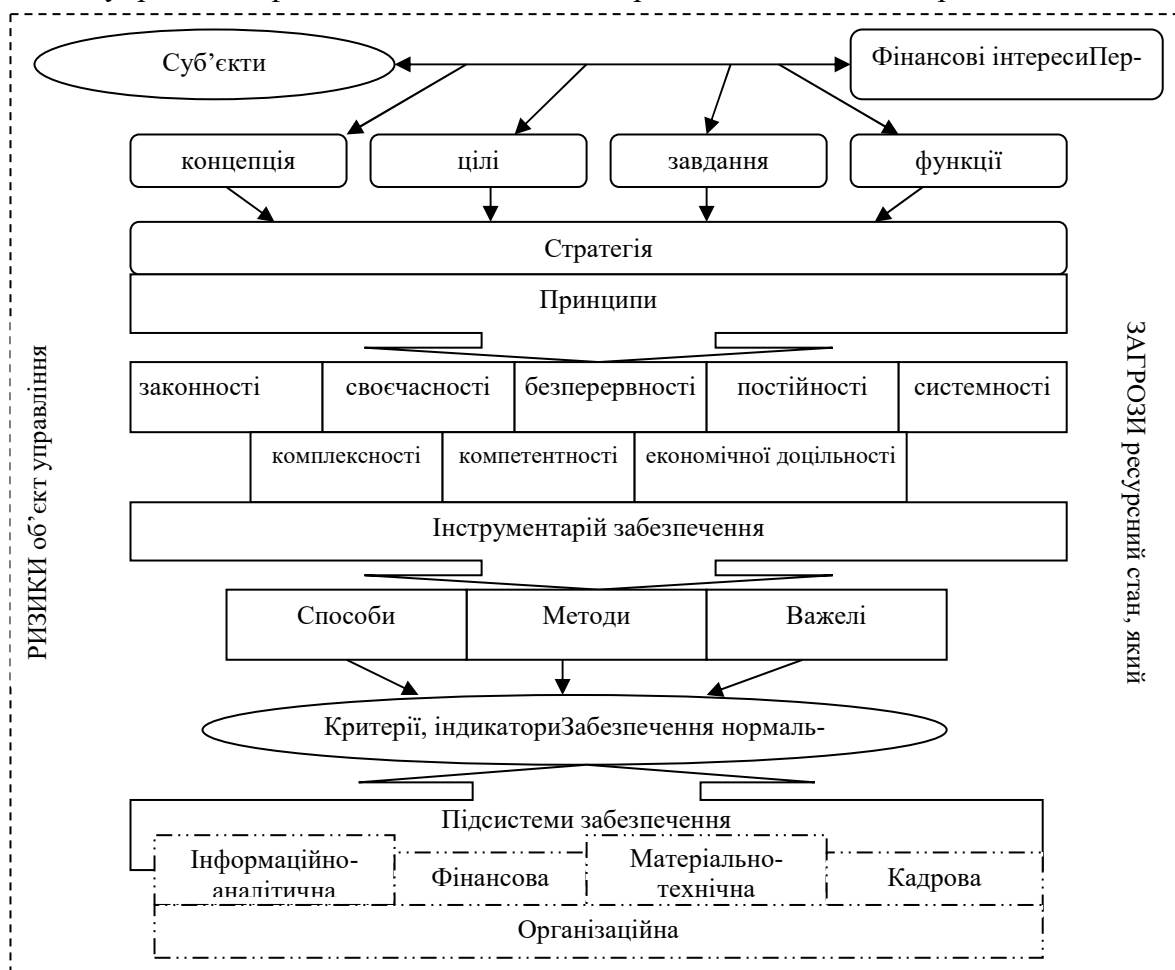 Суб’єкти
Фінансові інтересиПер-
концепція
цілі
завдання
функції
Стратегія
Принципи
законності
своєчасності
безперервності
постійності
системності
комплексності
компетентності
економічної доцільності
Інструментарій забезпечення
Способи
Методи
Важелі
Критерії, індикаториЗабезпечення нормаль-
Підсистеми забезпечення
Інформаційно-
аналітична
Фінансова
Матеріально-
технічна
Кадрова
Організаційна
РИЗИКИ об’єкт управління
ЗАГРОЗИ ресурсний стан, який